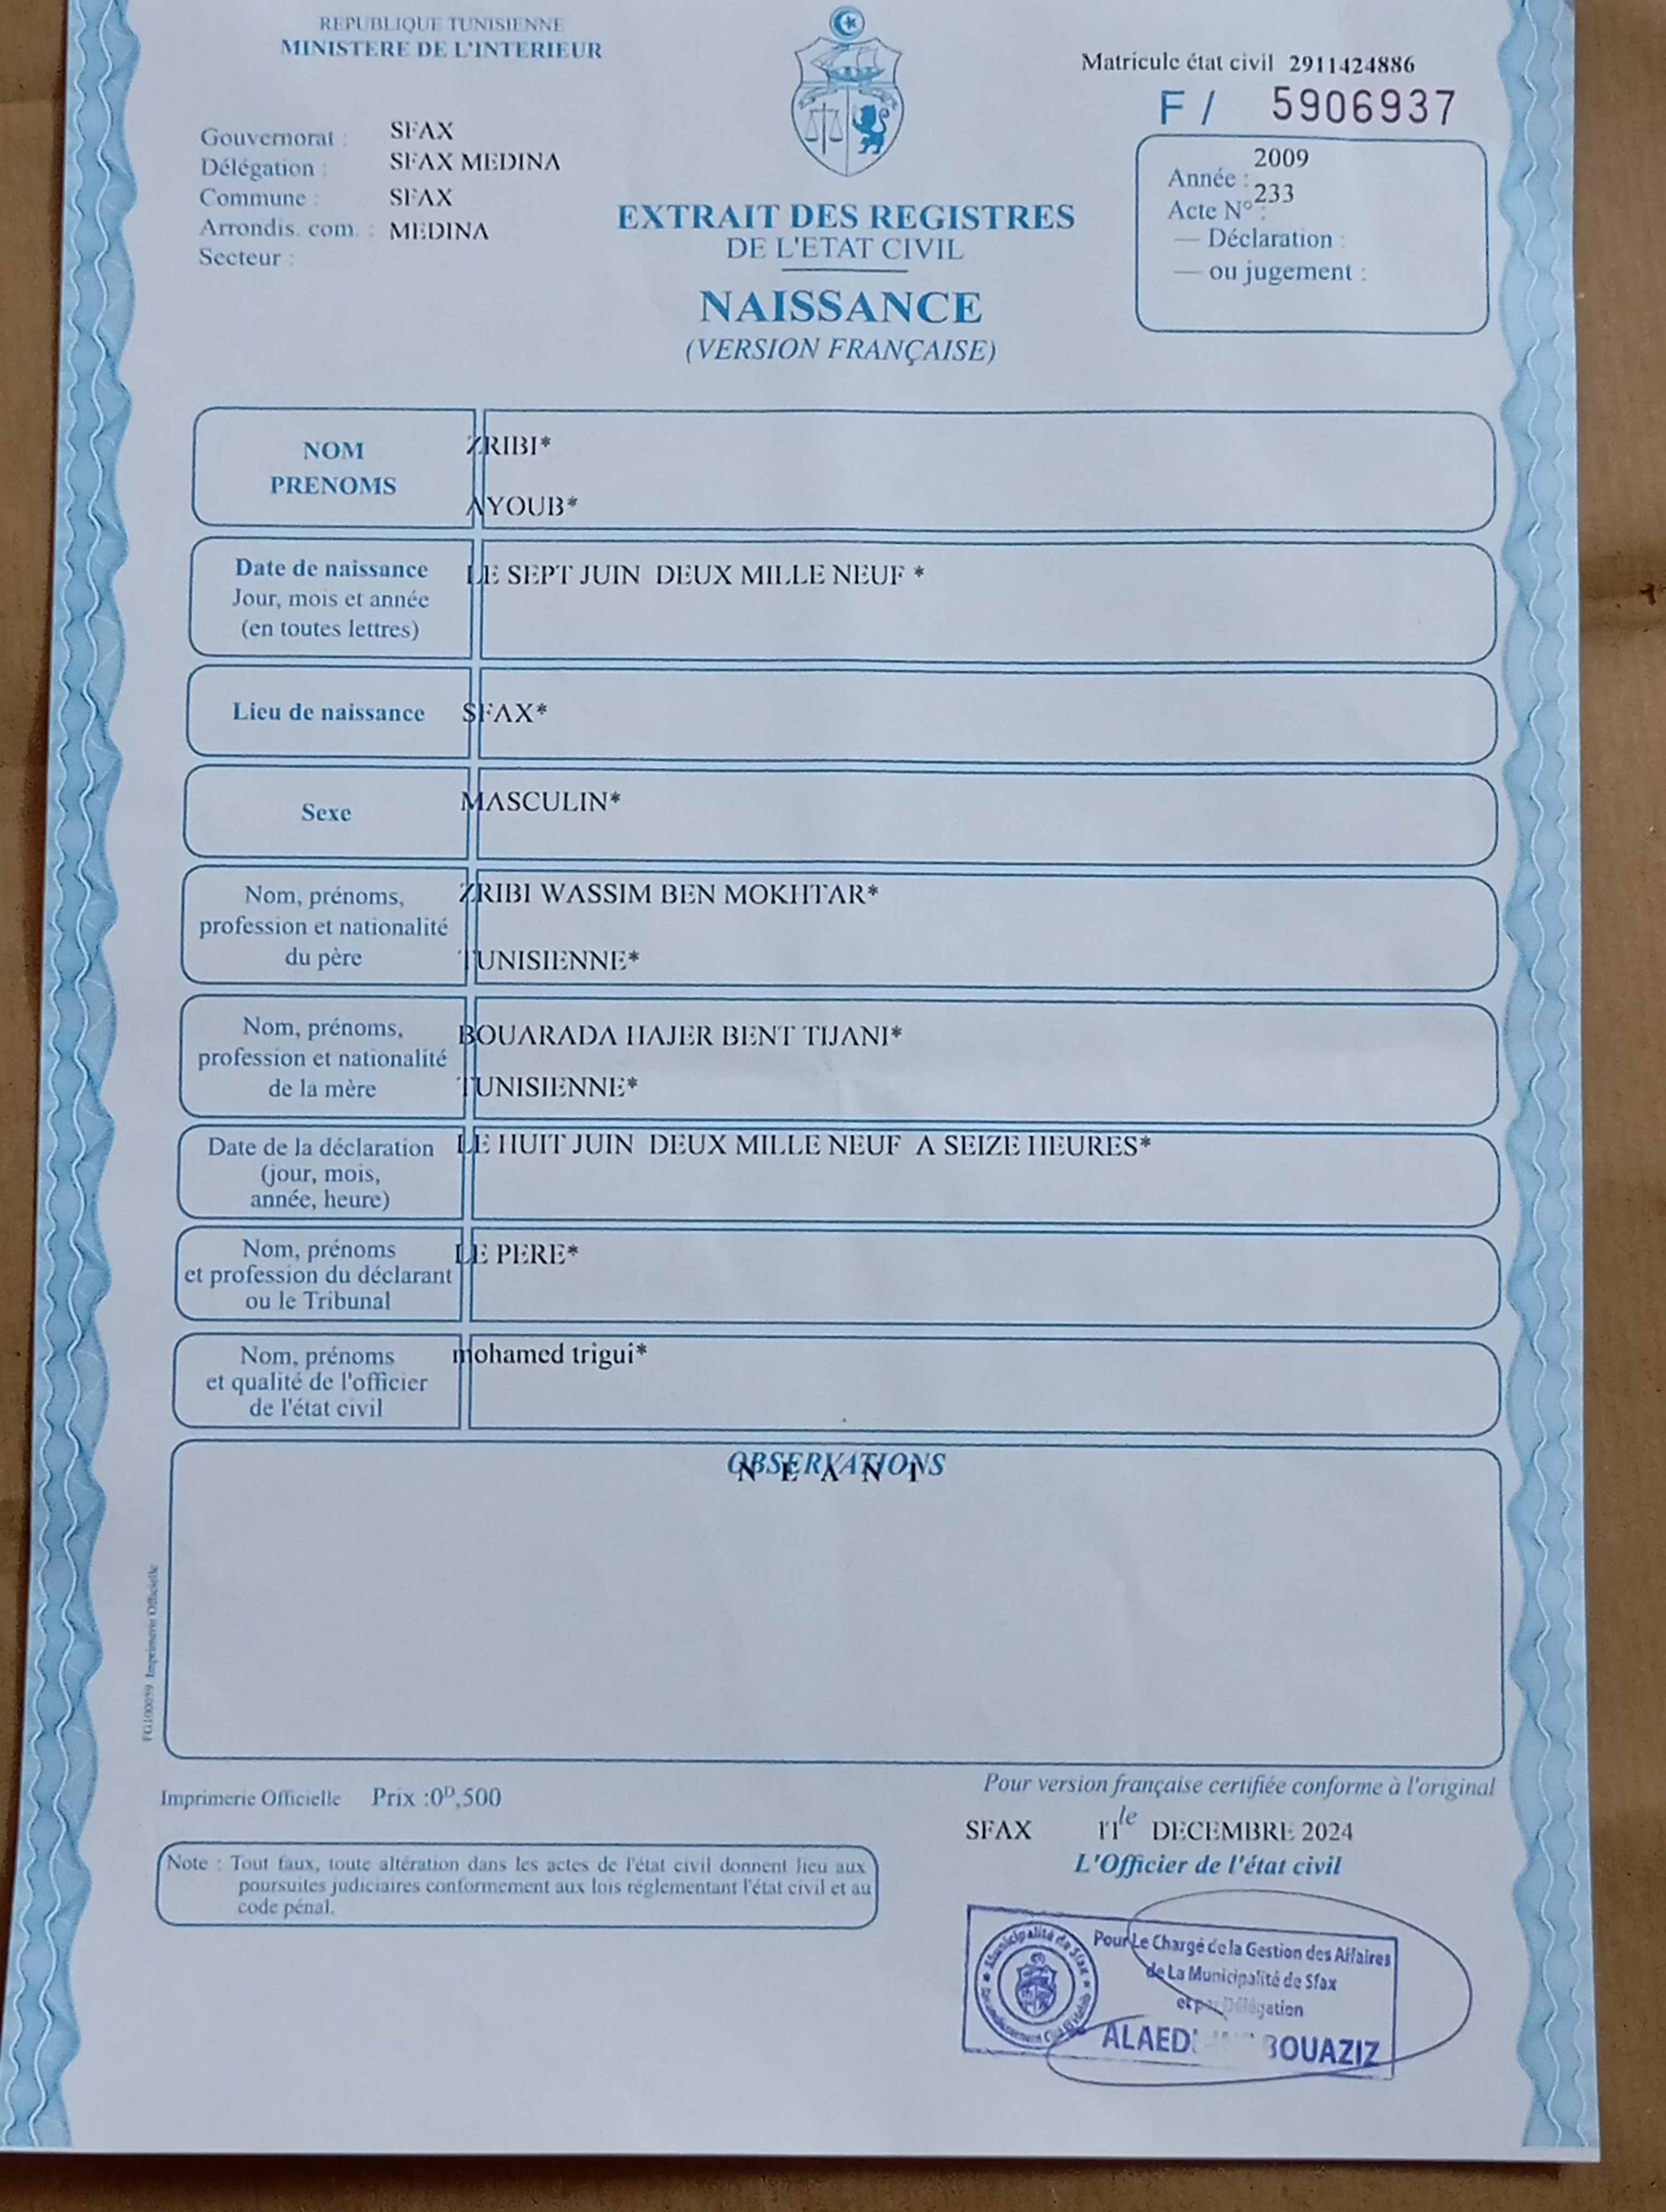 REPUBLIQUE TUNISIENNE
MINISTERE DE L'INTERIEUR
Matricule état civil 2911424886
F / 5906937
Gouvernorat : SFAX
Délégation : SFAX MEDINA
Commune : SFAX
Arrondis. com. : MEDINA
Secteur :
Année : 2009
Acte N° : 233
— Déclaration :
— ou jugement :
EXTRAIT DES REGISTRES
DE L'ETAT CIVIL
NAISSANCE
(VERSION FRANÇAISE)
NOM ZRIBI*
PRENOMS AYOUB*
Date de naissance LE SEPT JUIN DEUX MILLE NEUF *
Jour, mois et année
(en toutes lettres)
Lieu de naissance SFAX*
Sexe MASCULIN*
Nom, prénoms, ZRIBI WASSIM BEN MOKHTAR*
profession et nationalité
du père TUNISIENNE*
Nom, prénoms, BOUARADA HAJER BENT TIJANI*
profession et nationalité
de la mère TUNISIENNE*
Date de la déclaration LE HUIT JUIN DEUX MILLE NEUF A SEIZE HEURES*
(jour, mois,
année, heure)
Nom, prénoms LE PERE*
et profession du déclarant
ou le Tribunal
Nom, prénoms mohamed trigui*
et qualité de l'officier
de l'état civil
OBSERVATIONS
N E A N T
FG100059 Imprimerie Officielle
Imprimerie Officielle Prix :0ᴰ,500
Pour version française certifiée conforme à l'original
SFAX le 11 DECEMBRE 2024
L'Officier de l'état civil
Note : Tout faux, toute altération dans les actes de l'état civil donnent lieu aux
poursuites judiciaires conformement aux lois réglementant l'état civil et au
code pénal.
Municipalité de Sfax
Pour Le Chargé de la Gestion des Affaires
de La Municipalité de Sfax
et par Délégation
BOUAZIZ